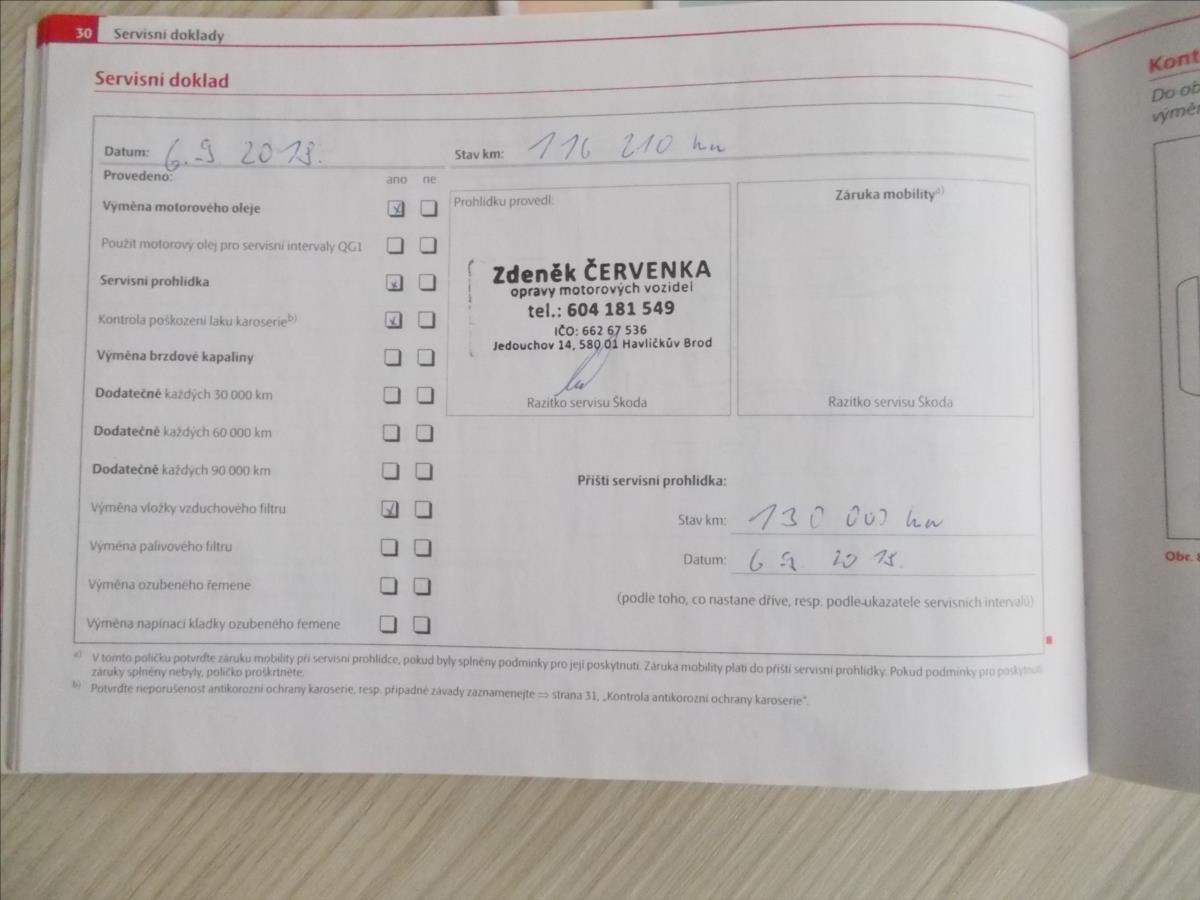 30 Servisní doklady
Servisní doklad
Datum: 6.9 2018.
Stav km: 116 210 km
Provedeno: ano ne
Výměna motorového oleje
Použit motorový olej pro servisní intervaly QG1
Servisní prohlídka
Kontrola poškození laku karoserie b)
Výměna brzdové kapaliny
Dodatečně každých 30 000 km
Dodatečně každých 60 000 km
Dodatečně každých 90 000 km
Výměna vložky vzduchového filtru
Výměna palivového filtru
Výměna ozubeného řemene
Výměna napínací kladky ozubeného řemene
Prohlídku provedl:
Zdeněk ČERVENKA
opravy motorových vozidel
tel.: 604 181 549
IČO: 662 67 536
Jedouchov 14, 580 01 Havlíčkův Brod
Razítko servisu Škoda
Záruka mobility a)
Razítko servisu Škoda
Příští servisní prohlídka:
Stav km: 130 000 km
Datum: 6 9. 2019.
(podle toho, co nastane dříve, resp. podle ukazatele servisních intervalů)
a) V tomto políčku potvrďte záruku mobility při servisní prohlídce, pokud byly splněny podmínky pro její poskytnutí. Záruka mobility platí do příští servisní prohlídky. Pokud podmínky pro poskytnutí
záruky splněny nebyly, políčko proškrtněte.
b) Potvrďte neporušenost antikorozní ochrany karoserie, resp. případné závady zaznamenejte ⇒ strana 31, „Kontrola antikorozní ochrany karoserie".
Do
Obr.